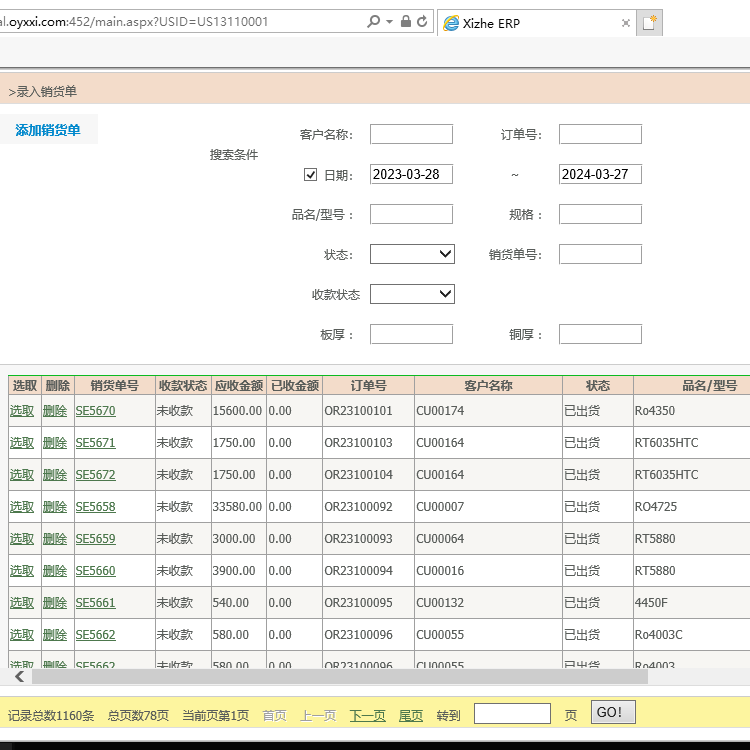 al.oyxxi.com:452/main.aspx?USID=US13110001 Xizhe ERP
>录入销货单
添加销货单
搜索条件
客户名称: 订单号:
日期: 2023-03-28 ~ 2024-03-27
品名/型号： 规格：
状态: 销货单号:
收款状态
板厚： 铜厚：
选取 删除 销货单号 收款状态 应收金额 已收金额 订单号 客户名称 状态 品名/型号
选取 删除 SE5670 未收款 15600.00 0.00 OR23100101 CU00174 已出货 Ro4350
选取 删除 SE5671 未收款 1750.00 0.00 OR23100103 CU00164 已出货 RT6035HTC
选取 删除 SE5672 未收款 1750.00 0.00 OR23100104 CU00164 已出货 RT6035HTC
选取 删除 SE5658 未收款 33580.00 0.00 OR23100092 CU00007 已出货 RO4725
选取 删除 SE5659 未收款 3000.00 0.00 OR23100093 CU00064 已出货 RT5880
选取 删除 SE5660 未收款 3900.00 0.00 OR23100094 CU00016 已出货 RT5880
选取 删除 SE5661 未收款 540.00 0.00 OR23100095 CU00132 已出货 4450F
选取 删除 SE5662 未收款 580.00 0.00 OR23100096 CU00055 已出货 Ro4003C
选取 删除 SE5662 未收款 580.00 0.00 OR23100096 CU00055 已出货 Ro4003
记录总数1160条 总页数78页 当前页第1页 首页 上一页 下一页 尾页 转到 页 GO!